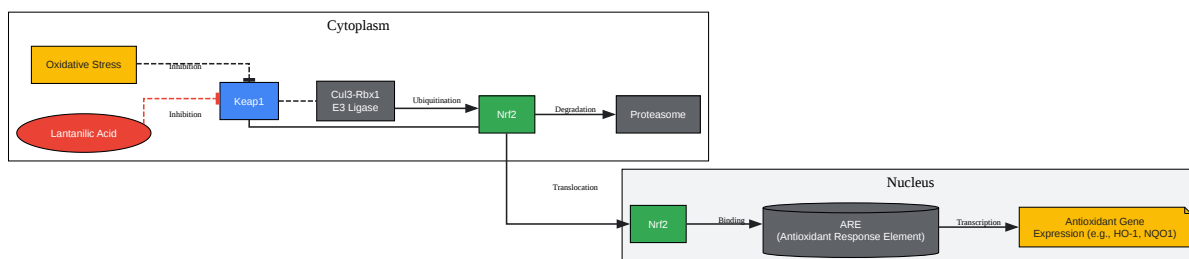 Cytoplasm
Oxidative Stress
Inhibition
Keap1
Cul3-Rbx1
E3 Ligase
Ubiquitination
Nrf2
Degradation
Proteasome
Inhibition
Lantanilic Acid
Translocation
Nucleus
Nrf2
Binding
ARE
(Antioxidant Response Element)
Transcription
Antioxidant Gene
Expression (e.g., HO-1, NQO1)